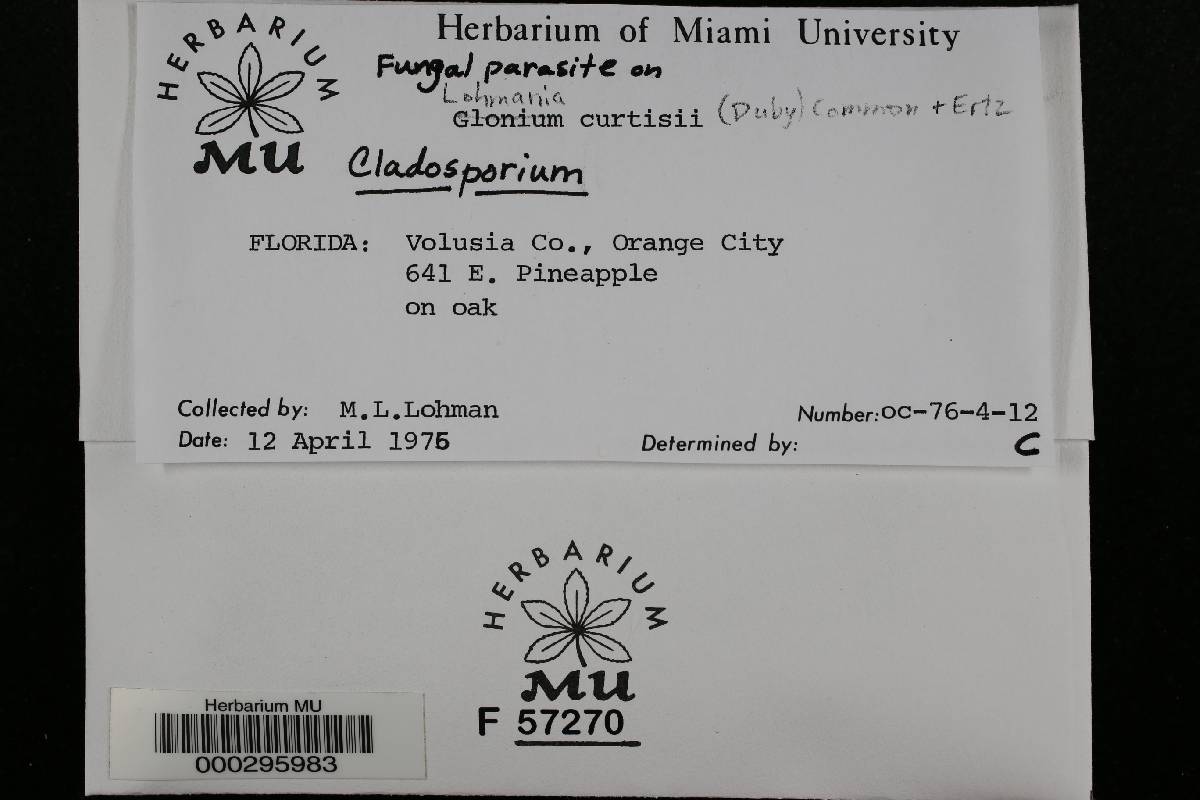 HERBARIUM
MU
Herbarium of Miami University
Fungal parasite on
Lohmania
Glonium curtisii (Duby) Common + Ertz
Cladosporium
FLORIDA: Volusia Co., Orange City
641 E. Pineapple
on oak
Collected by: M.L.Lohman
Number: OC-76-4-12
Date: 12 April 1976
Determined by:
C
HERBARIUM
MU
F 57270
Herbarium MU
000295983